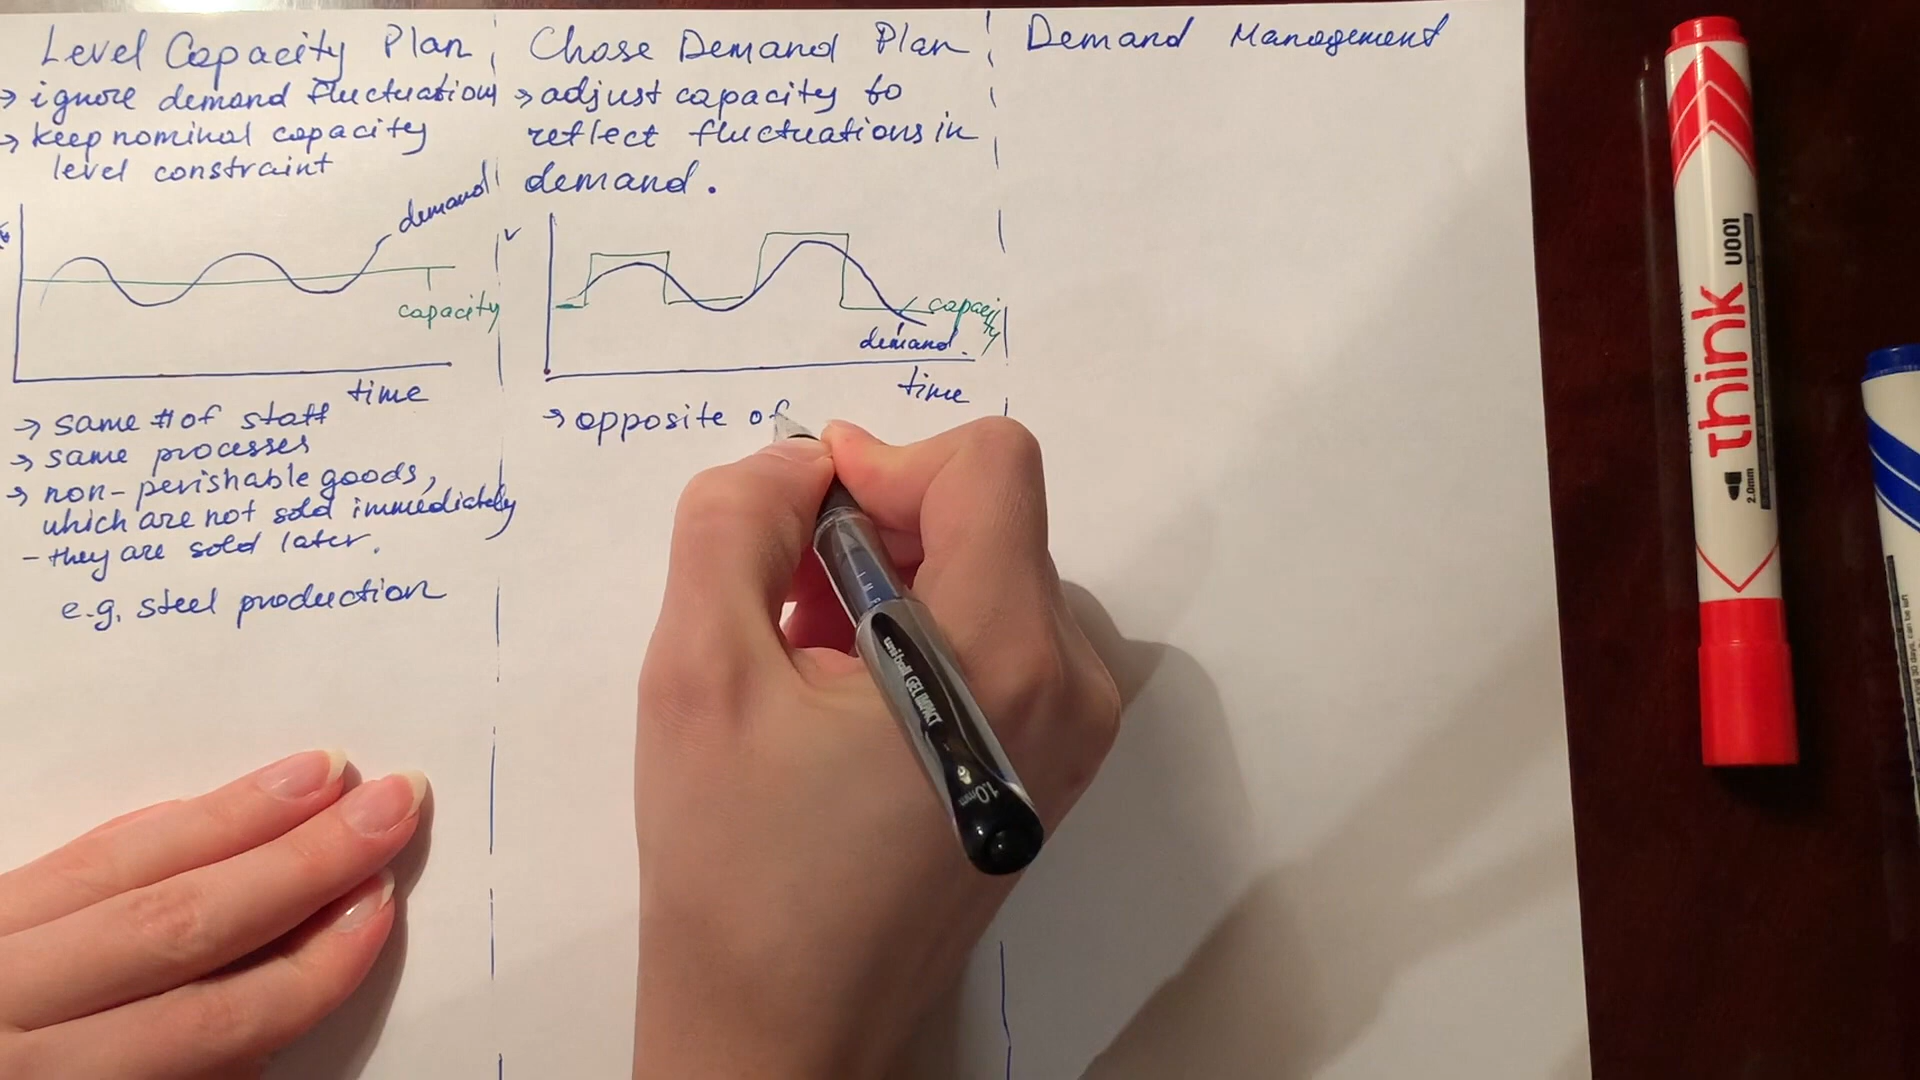 Level Capacity Plan
→ ignore demand fluctuations
→ keep nominal capacity
level constraint
demand
capacity
time
→ same # of staff
→ same processes
→ non-perishable goods,
which are not sold immediately
- they are sold later.
e.g. steel production
Chase Demand Plan
→ adjust capacity to
reflect fluctuations in
demand.
capacity
demand.
time
→ opposite of
Demand Management
think
U001
2.0mm
uni-ball GEL IMPACT
1.0mm